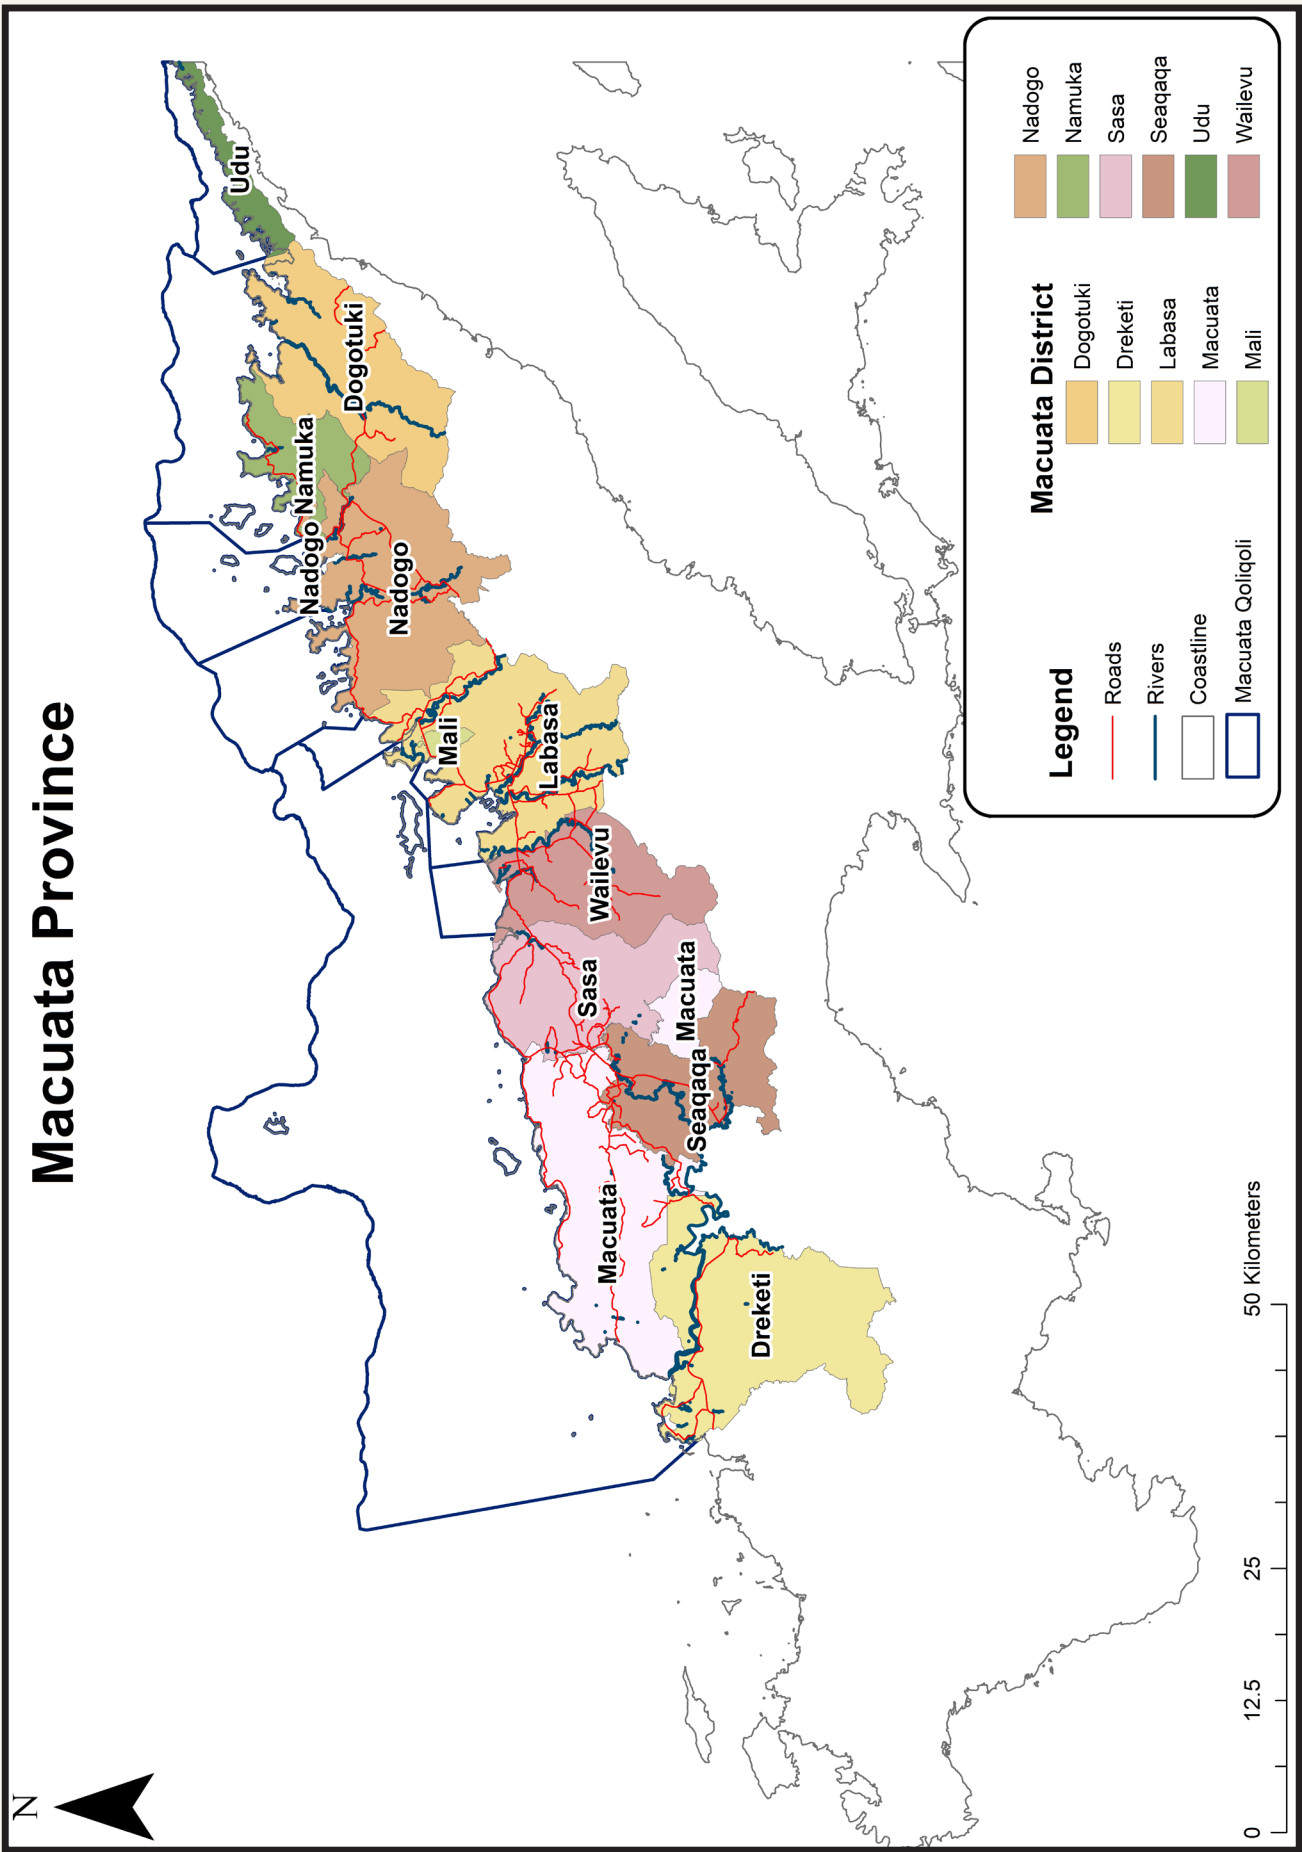 Macuata Province
N
Udu
Dogotuki
Namuka
Nadogo
Nadogo
Mali
Labasa
Wailevu
Sasa
Macuata
Seaqaqa
Macuata
Dreketi
Legend
Roads
Rivers
Coastline
Macuata Qoliqoli
Macuata District
Dogotuki
Dreketi
Labasa
Macuata
Mali
Nadogo
Namuka
Sasa
Seaqaqa
Udu
Wailevu
0 12.5 25 50 Kilometers